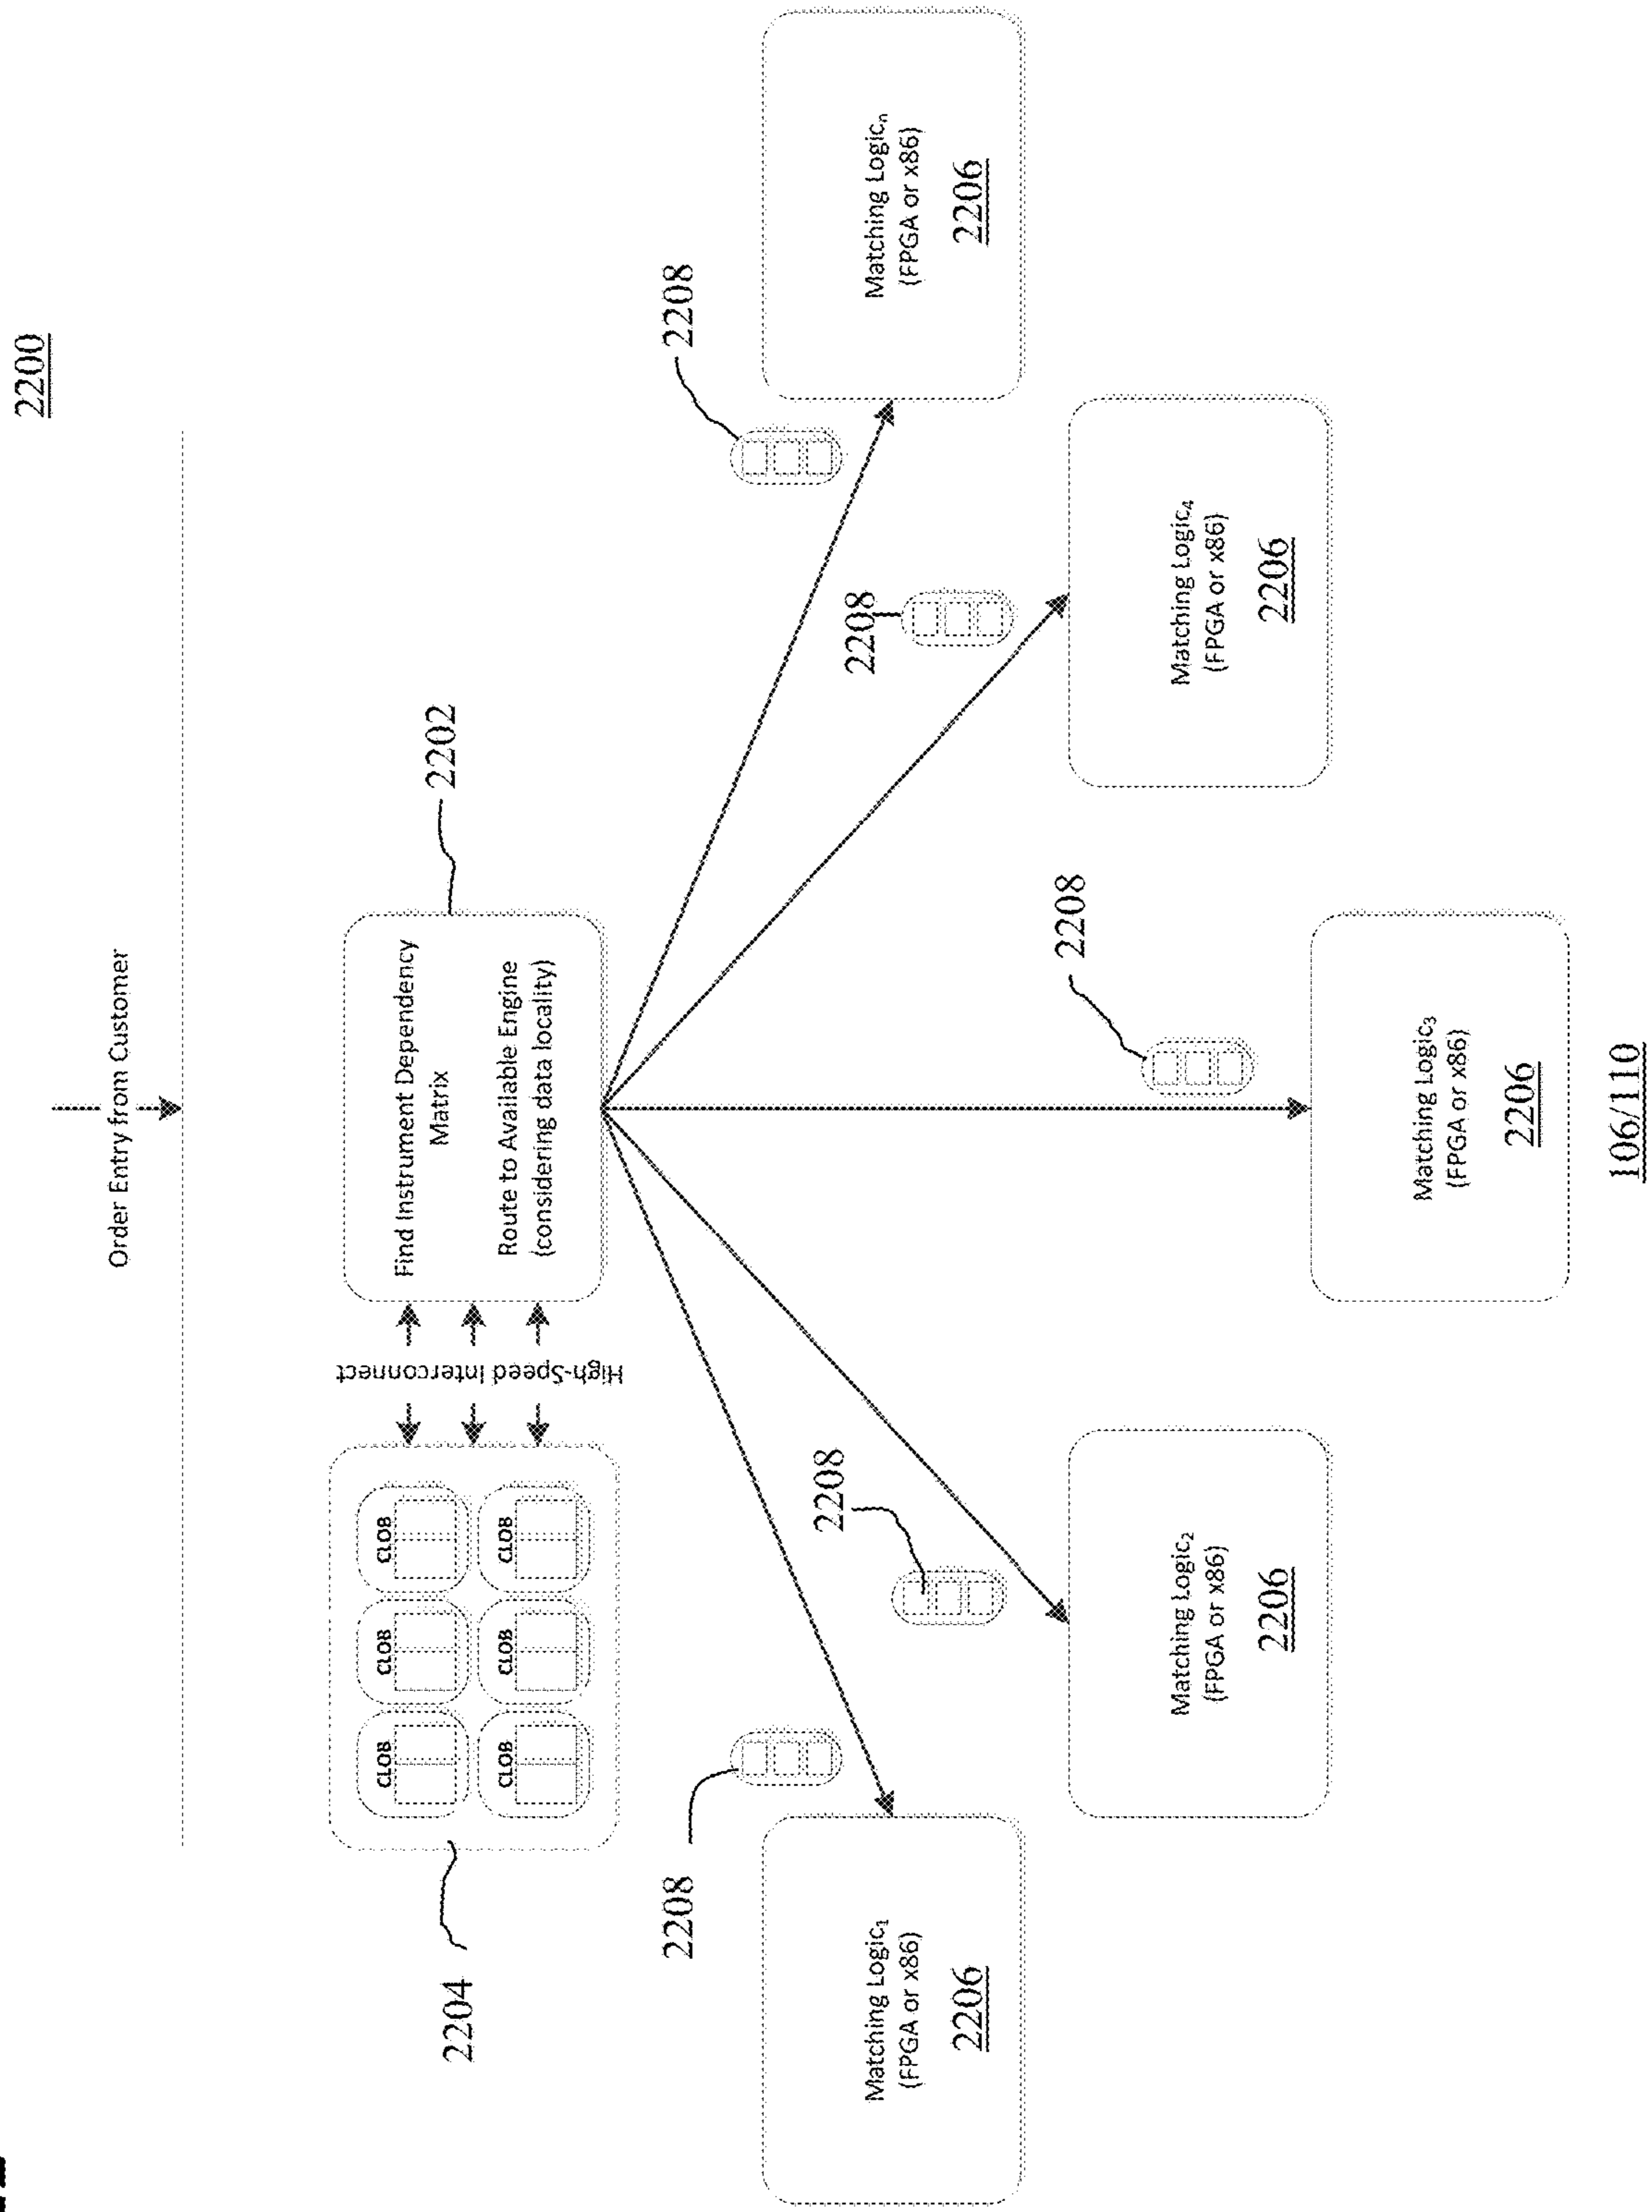 2200
Order Entry from Customer
2204
CLOB
CLOB
CLOB
CLOB
CLOB
CLOB
High-Speed Interconnect
Find Instrument Dependency
Matrix
Route to Available Engine
(considering data locality)
2202
2208
2208
2208
2208
2208
Matching Logic₁
(FPGA or x86)
2206
Matching Logic₂
(FPGA or x86)
2206
Matching Logic₃
(FPGA or x86)
2206
Matching Logic₄
(FPGA or x86)
2206
Matching Logicₙ
(FPGA or x86)
2206
106/110